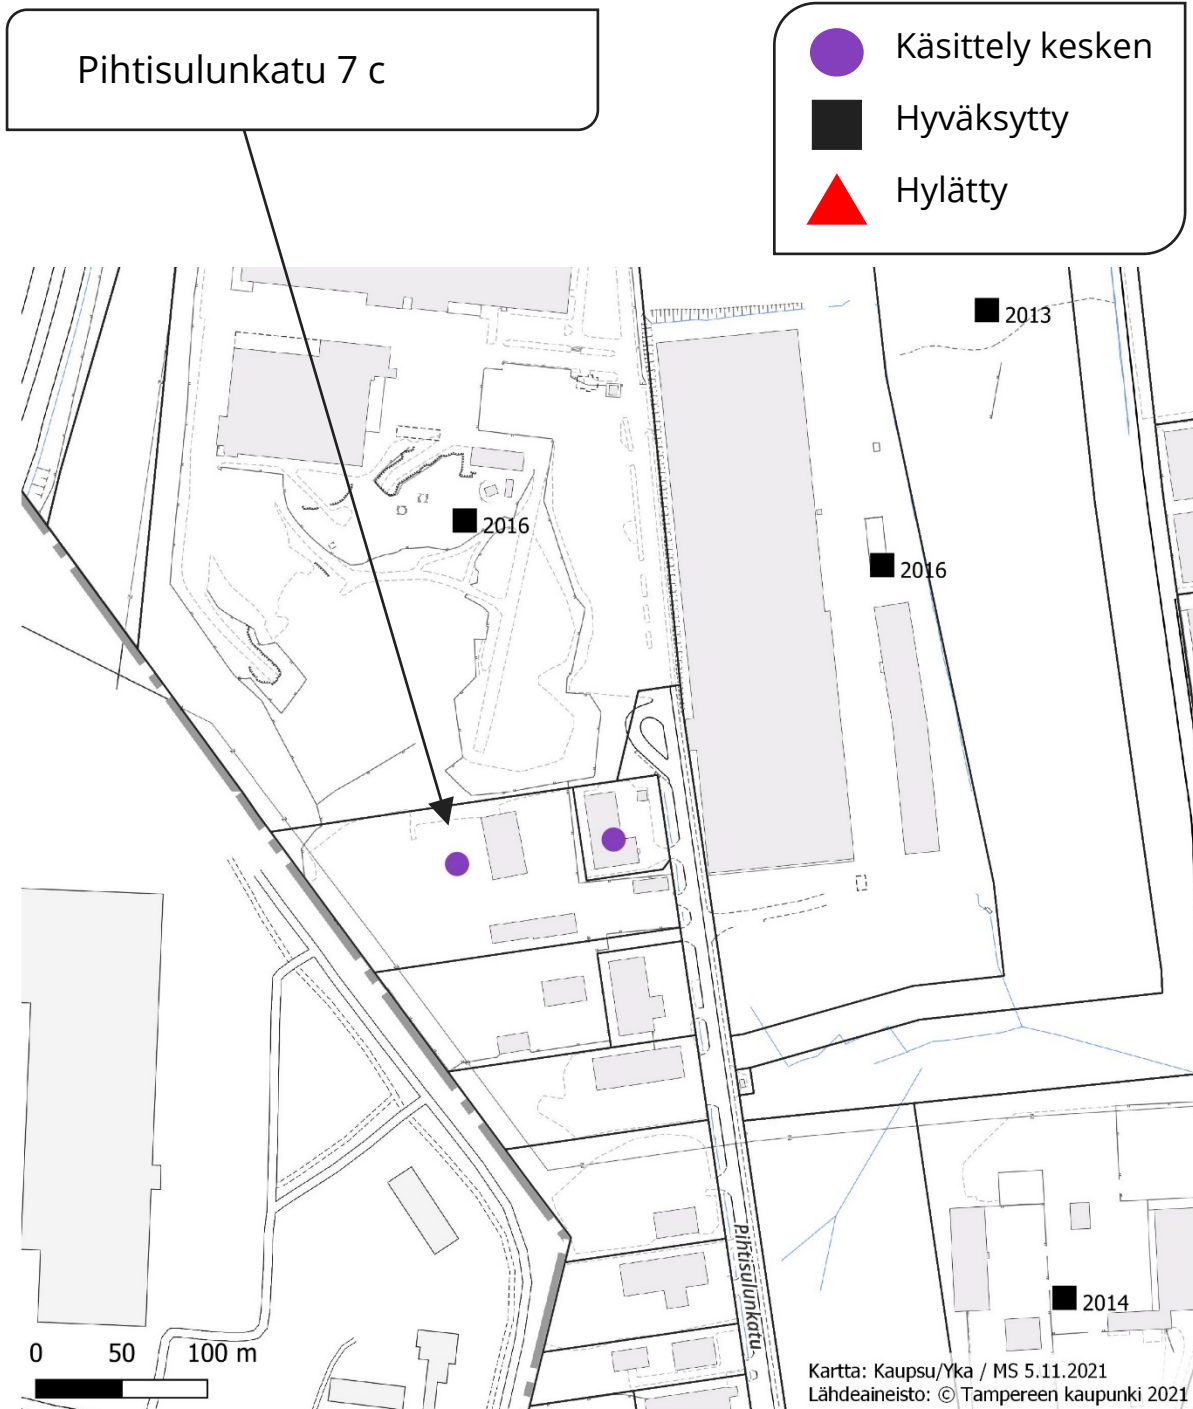 Pihtisulunkatu 7 c
Käsittely kesken
Hyväksytty
Hylätty
2013
2016
2016
Pihtisulunkatu
2014
0 50 100 m
Kartta: Kaupsu/Yka / MS 5.11.2021
Lähdeaineisto: © Tampereen kaupunki 2021